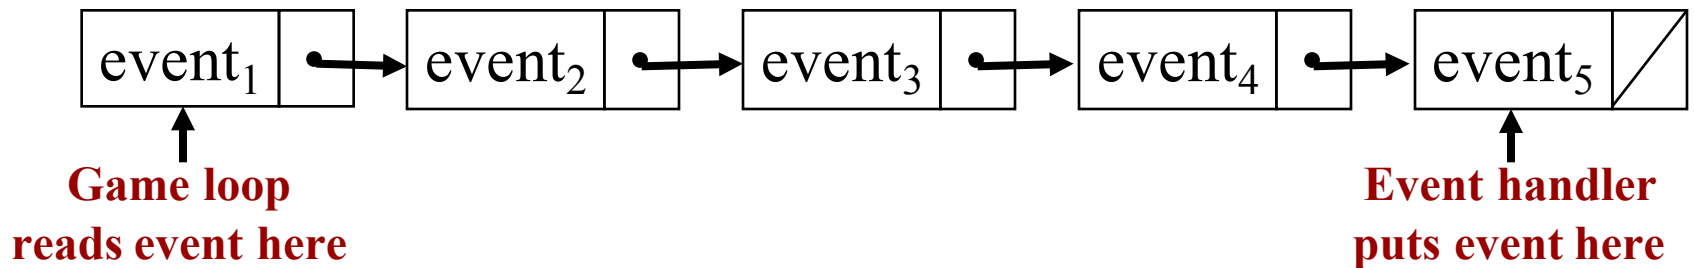 event₁ event₂ event₃ event₄ event₅
Game loop
reads event here
Event handler
puts event here